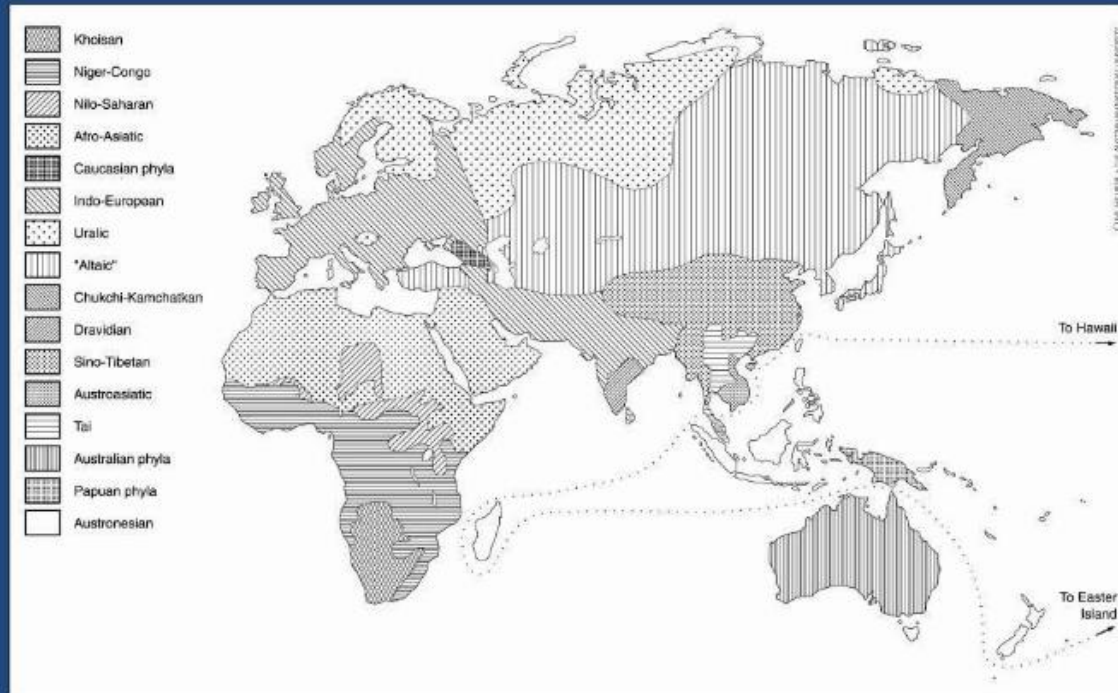 Khoisan
Niger-Congo
Nilo-Saharan
Afro-Asiatic
Caucasian phyla
Indo-European
Uralic
"Altaic"
Chukchi-Kamchatkan
Dravidian
Sino-Tibetan
Austroasiatic
Tai
Australian phyla
Papuan phyla
Austronesian
To Hawaii
To Easter
Island